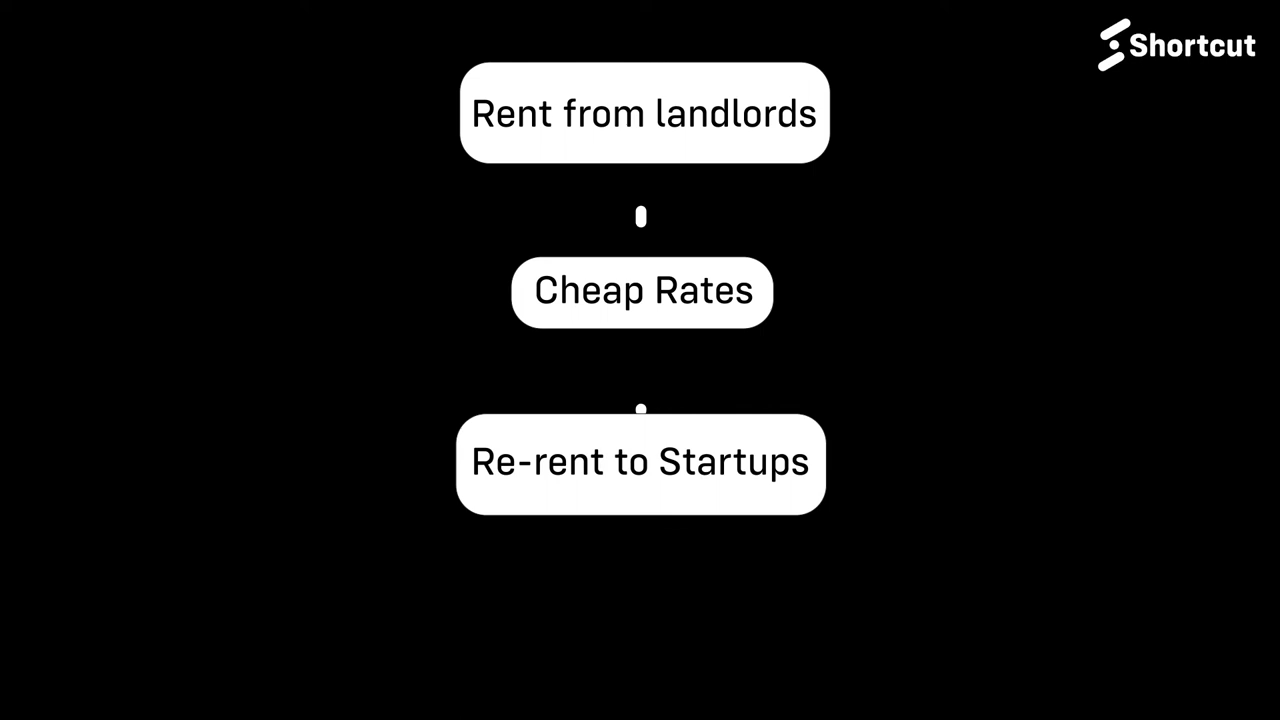 Shortcut
Rent from landlords
Cheap Rates
Re-rent to Startups